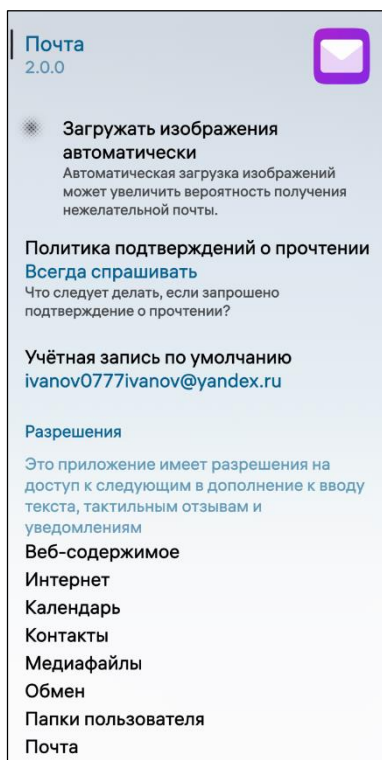 Почта
2.0.0
Загружать изображения
автоматически
Автоматическая загрузка изображений
может увеличить вероятность получения
нежелательной почты.
Политика подтверждений о прочтении
Всегда спрашивать
Что следует делать, если запрошено
подтверждение о прочтении?
Учётная запись по умолчанию
ivanov0777ivanov@yandex.ru
Разрешения
Это приложение имеет разрешения на
доступ к следующим в дополнение к вводу
текста, тактильным отзывам и
уведомлениям
Веб-содержимое
Интернет
Календарь
Контакты
Медиафайлы
Обмен
Папки пользователя
Почта